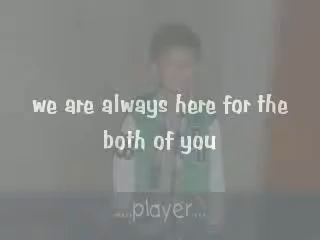 we are always here for the
both of you
....player....